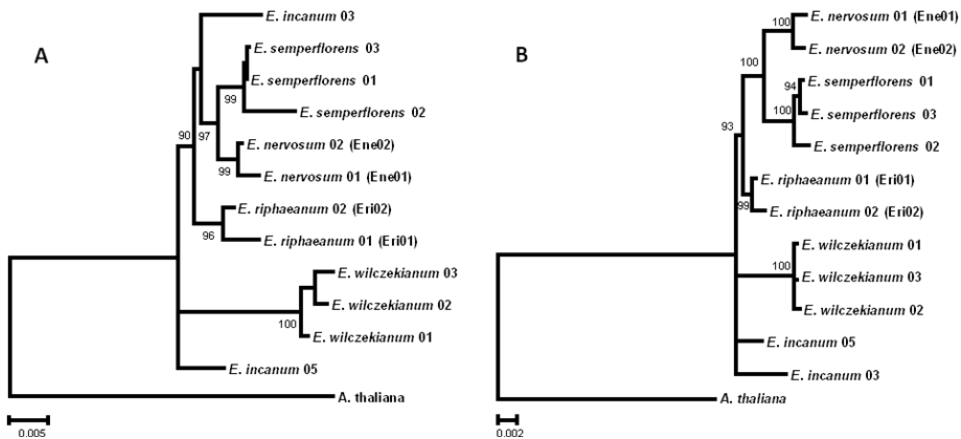 A
E. incanum 03
E. semperflorens 03
E. semperflorens 01
99
E. semperflorens 02
90
97
E. nervosum 02 (Ene02)
99
E. nervosum 01 (Ene01)
E. riphaeanum 02 (Eri02)
96
E. riphaeanum 01 (Eri01)
E. wilczekianum 03
E. wilczekianum 02
100
E. wilczekianum 01
E. incanum 05
A. thaliana
0.005
B
100
E. nervosum 01 (Ene01)
E. nervosum 02 (Ene02)
100
94
E. semperflorens 01
100
E. semperflorens 03
93
E. semperflorens 02
E. riphaeanum 01 (Eri01)
99
E. riphaeanum 02 (Eri02)
E. wilczekianum 01
100
E. wilczekianum 03
E. wilczekianum 02
E. incanum 05
E. incanum 03
A. thaliana
0.002